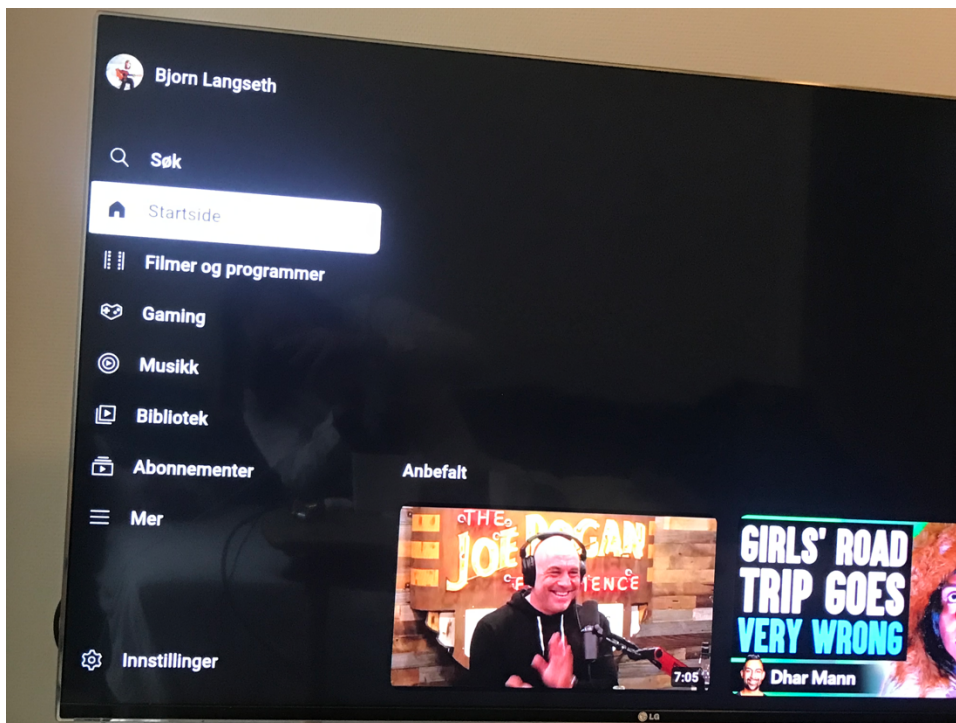 Bjorn Langseth
Søk
Startside
Filmer og programmer
Gaming
Musikk
Bibliotek
Abonnementer
Mer
Innstillinger
Anbefalt
THE
JOE ROGAN
EXPERIENCE
7:05
GIRLS' ROAD
TRIP GOES
VERY WRONG
Dhar Mann
LG